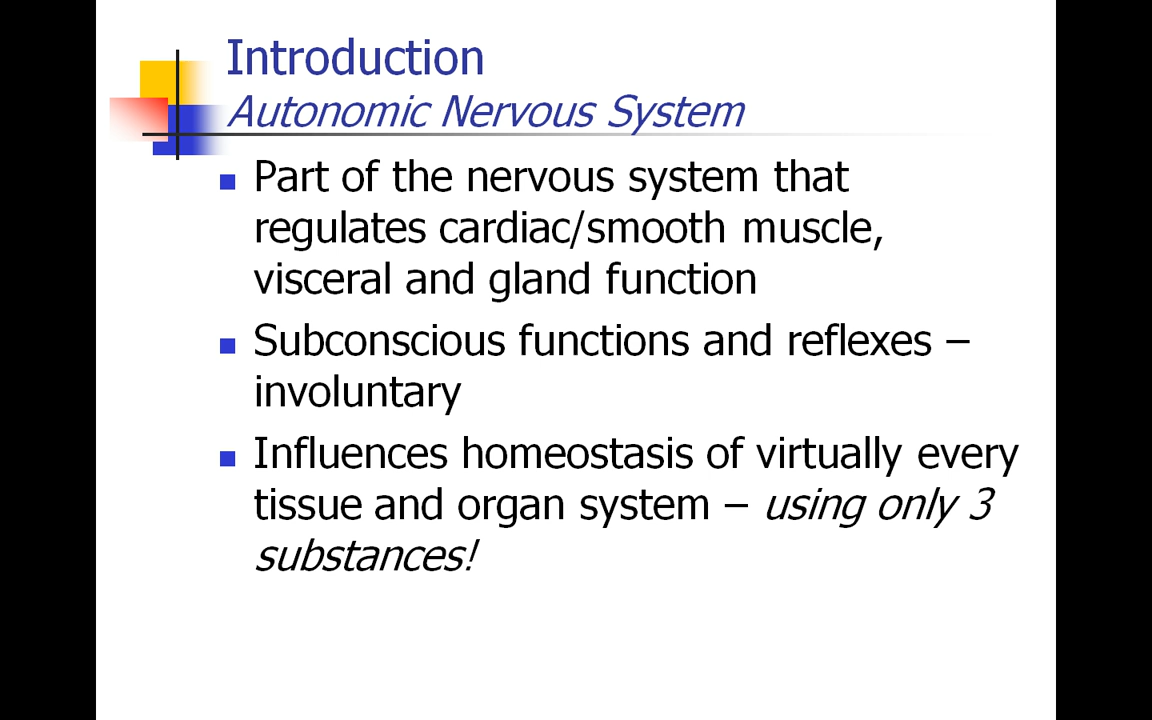 Introduction
Autonomic Nervous System
Part of the nervous system that
regulates cardiac/smooth muscle,
visceral and gland function
Subconscious functions and reflexes –
involuntary
Influences homeostasis of virtually every
tissue and organ system – using only 3
substances!